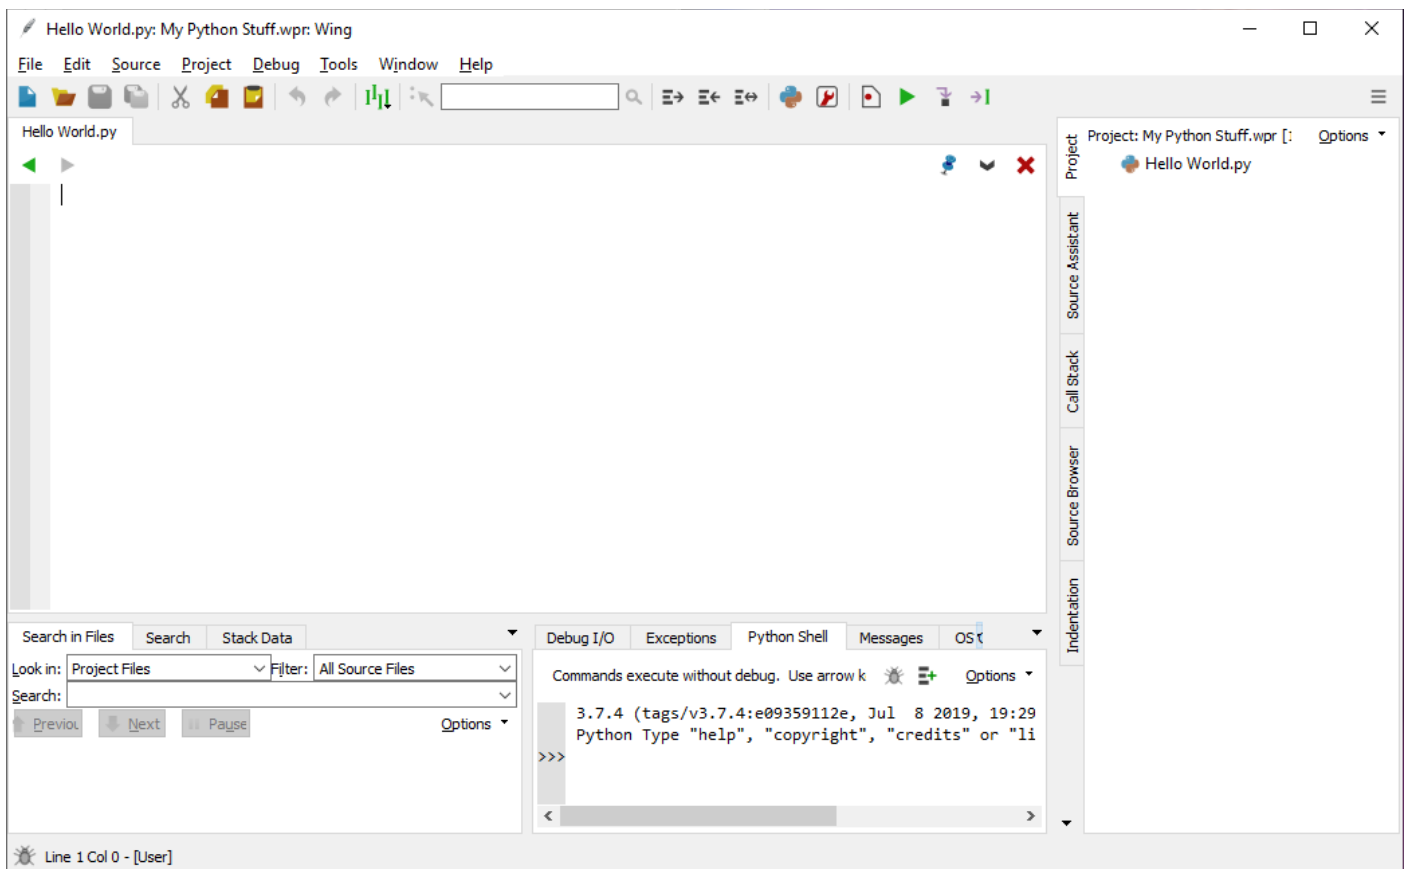 Hello World.py: My Python Stuff.wpr: Wing
File Edit Source Project Debug Tools Window Help
Hello World.py
Project
Project: My Python Stuff.wpr [
Options
Hello World.py
Source Assistant
Call Stack
Source Browser
Indentation
Search in Files Search Stack Data
Look in: Project Files Filter: All Source Files
Search:
Previou Next Pause Options
Debug I/O Exceptions Python Shell Messages OS
Commands execute without debug. Use arrow k Options
3.7.4 (tags/v3.7.4:e09359112e, Jul 8 2019, 19:29
Python Type "help", "copyright", "credits" or "li
>>>
Line 1 Col 0 - [User]